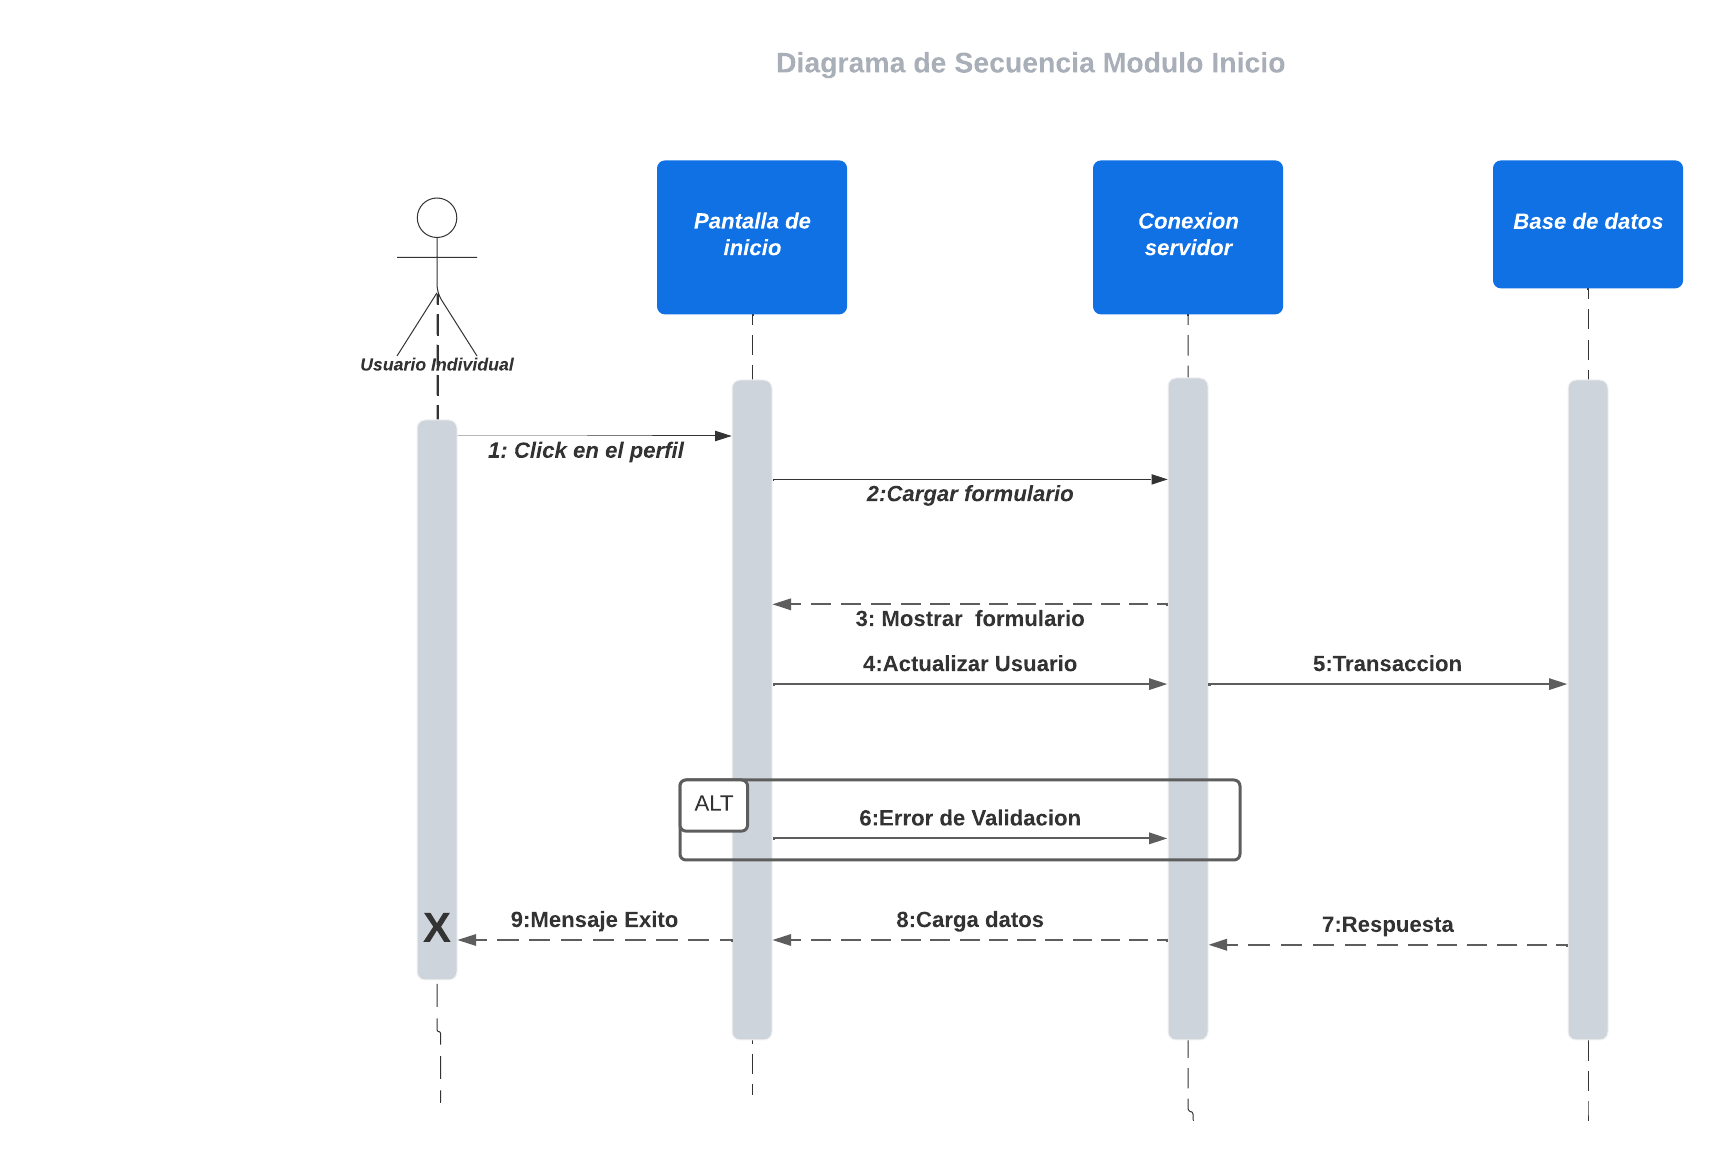 Diagrama de Secuencia Modulo Inicio
Pantalla de
inicio
Conexion
servidor
Base de datos
Usuario Individual
1: Click en el perfil
2:Cargar formulario
3: Mostrar  formulario
4:Actualizar Usuario
5:Transaccion
ALT
6:Error de Validacion
X
9:Mensaje Exito
8:Carga datos
7:Respuesta